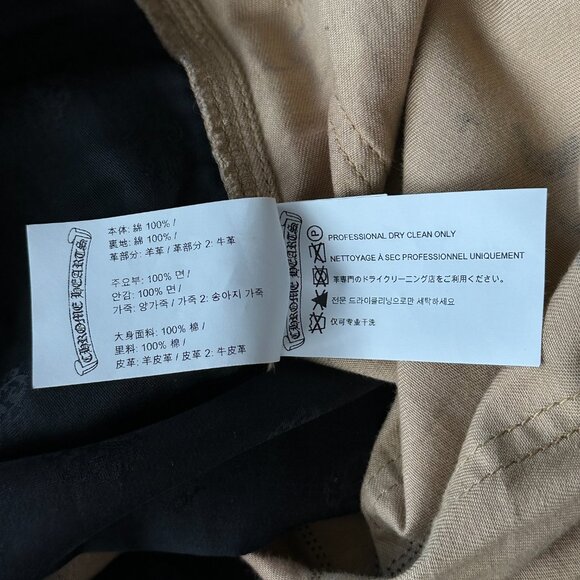 CHROME HEARTS
本体: 綿 100% /
裏地: 綿 100% /
革部分: 羊革 / 革部分 2: 牛革
주요부: 100% 면 /
안감: 100% 면 /
가죽: 양가죽 / 가죽 2: 송아지 가죽
大身面料: 100% 棉 /
里料: 100% 棉 /
皮革: 羊皮革 / 皮革 2: 牛皮革
CHROME HEARTS
P
PROFESSIONAL DRY CLEAN ONLY
NETTOYAGE À SEC PROFESSIONNEL UNIQUEMENT
革専門のドライクリーニング店をご利用ください。
전문 드라이클리닝으로만 세탁하세요
仅可专业干洗